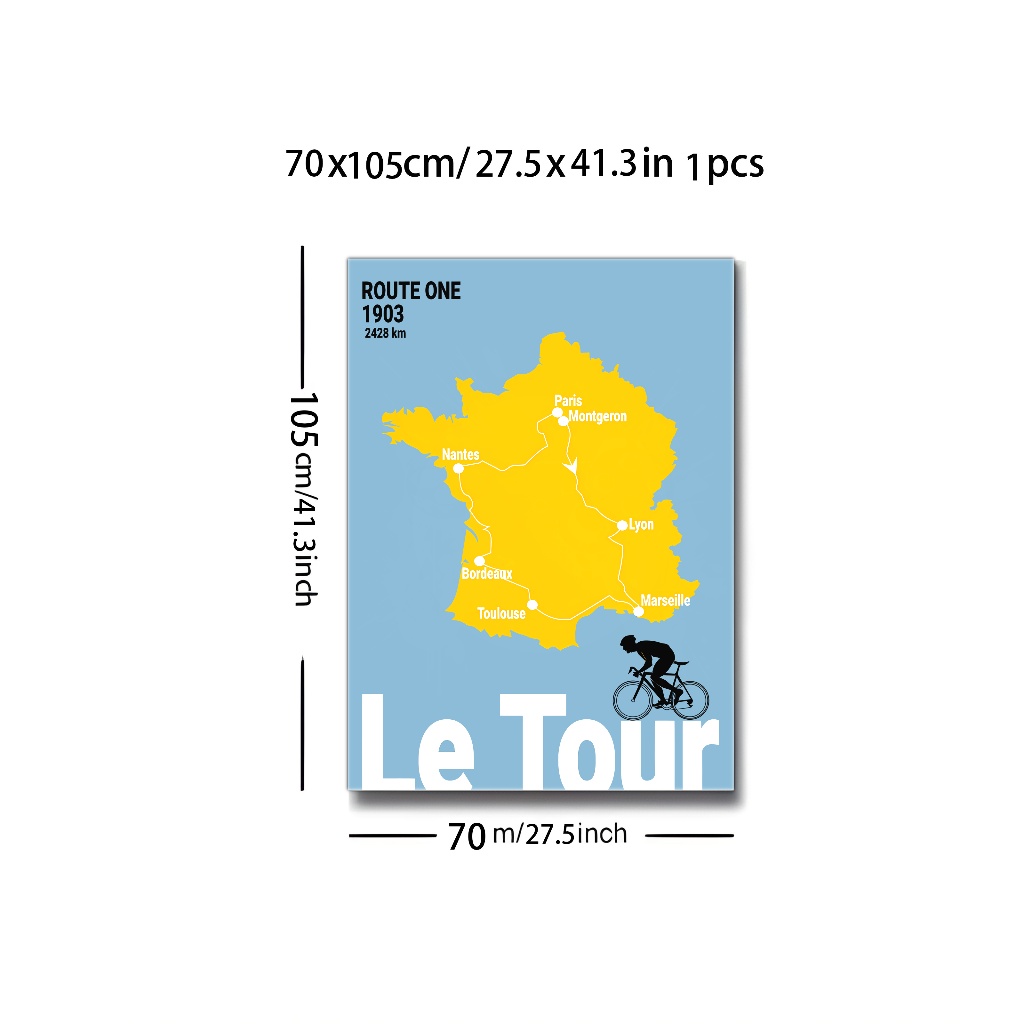 70x105cm/ 27.5x41.3in 1pcs
ROUTE ONE
1903
2428 km
Paris
Montgeron
Nantes
Lyon
Bordeaux
Marseille
Toulouse
Le Tour
105cm/41.3inch
70 m/27.5inch